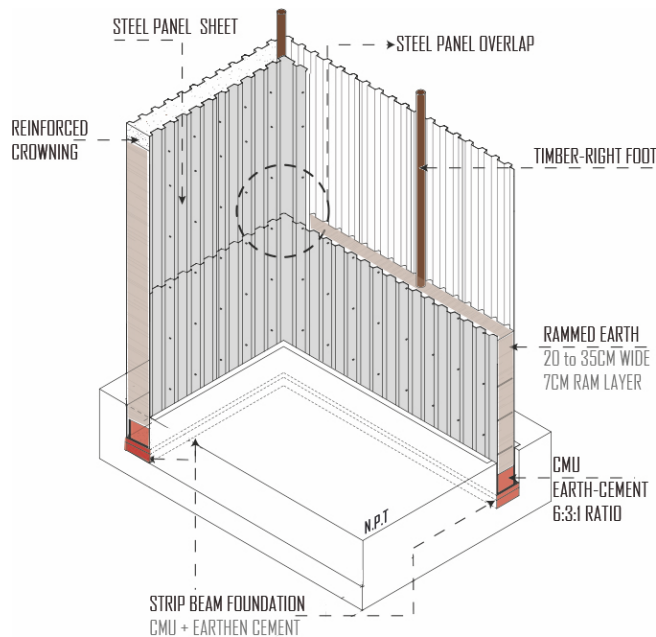 STEEL PANEL SHEET
STEEL PANEL OVERLAP
REINFORCED
CROWNING
TIMBER-RIGHT FOOT
RAMMED EARTH
20 to 35CM WIDE
7CM RAM LAYER
CMU
EARTH-CEMENT
6:3:1 RATIO
N.P.T
STRIP BEAM FOUNDATION
CMU + EARTHEN CEMENT